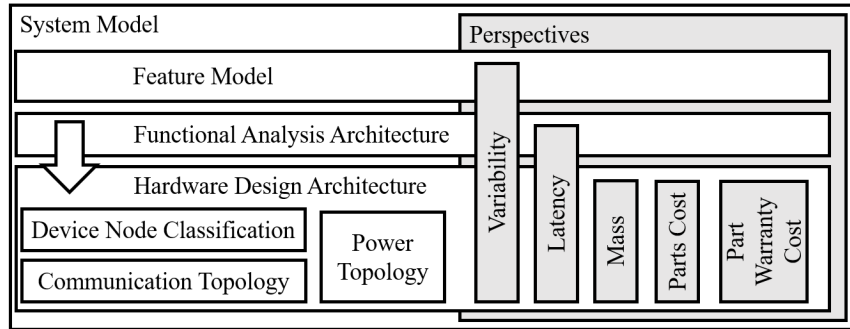 System Model
Perspectives
Feature Model
Functional Analysis Architecture
Hardware Design Architecture
Device Node Classification
Communication Topology
Power
Topology
Variability
Latency
Mass
Parts Cost
Part
Warranty
Cost